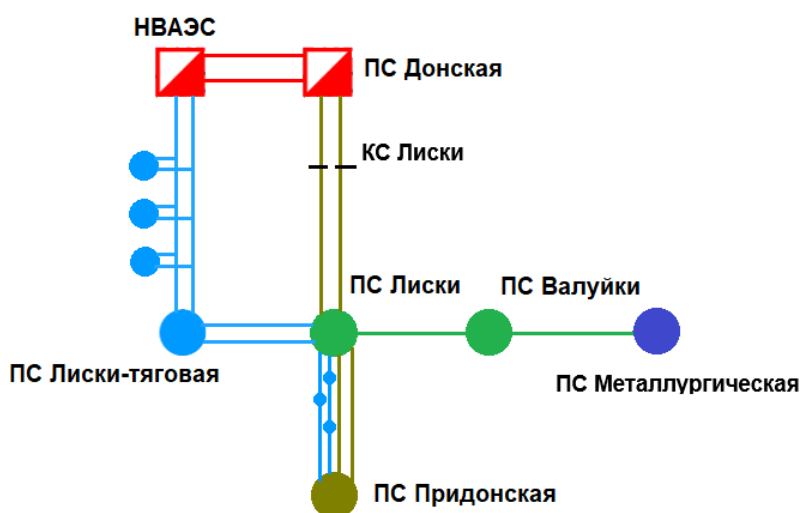 НВАЭС
ПС Донская
КС Лиски
ПС Лиски
ПС Валуйки
ПС Лиски-тяговая
ПС Металлургическая
ПС Придонская